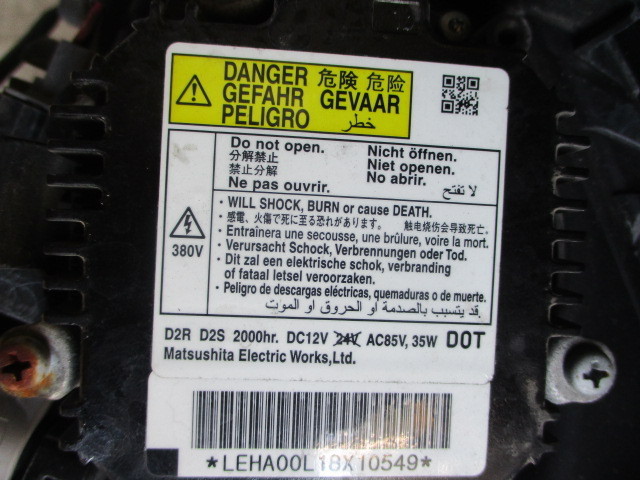 DANGER 危険 危险
GEFAHR GEVAAR
PELIGRO خطر
Do not open. Nicht öffnen.
分解禁止 Niet openen.
禁止分解 No abrir.
Ne pas ouvrir. لا تفتح
380V
· WILL SHOCK, BURN or cause DEATH.
· 感電、火傷で死に至る恐れがあります。 触电烧伤会导致死亡。
· Entraînera une secousse, une brûlure, voire la mort.
· Verursacht Schock, Verbrennungen oder Tod.
· Dit zal een elektrische schok, verbranding
of fataal letsel veroorzaken.
· Peligro de descargas eléctricas, quemaduras o de muerte.
قد يتسبب بالصدمة أو الحروق أو الموت.
D2R D2S 2000hr. DC12V 24V AC85V, 35W DOT
Matsushita Electric Works,Ltd.
*LEHA00L18X10549*